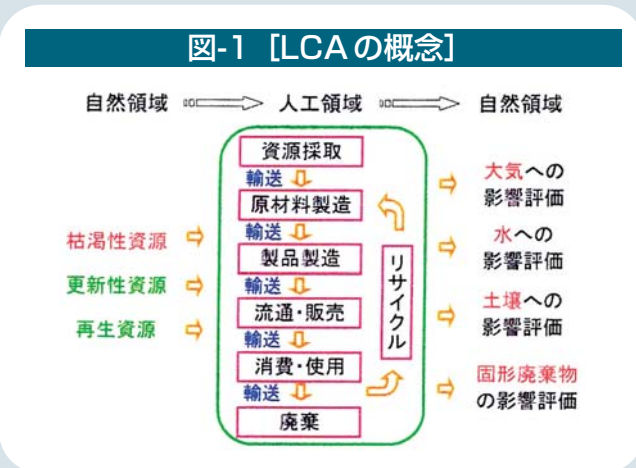 図-1［LCAの概念］
自然領域
人工領域
自然領域
資源採取
輸送
原材料製造
輸送
製品製造
輸送
流通・販売
輸送
消費・使用
輸送
廃棄
リサイクル
枯渇性資源
更新性資源
再生資源
大気への
影響評価
水への
影響評価
土壌への
影響評価
固形廃棄物
の影響評価